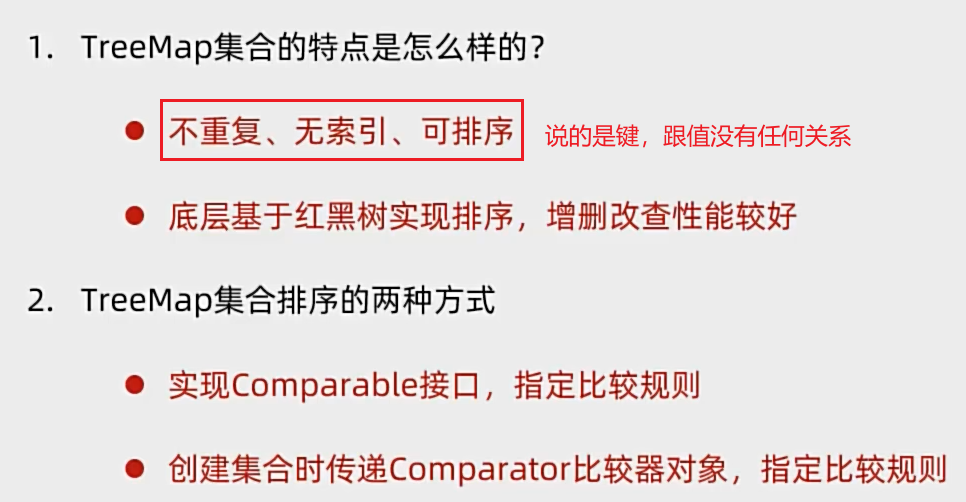 1. TreeMap集合的特点是怎么样的？
● 不重复、无索引、可排序 说的是键，跟值没有任何关系
● 底层基于红黑树实现排序，增删改查性能较好
2. TreeMap集合排序的两种方式
● 实现Comparable接口，指定比较规则
● 创建集合时传递Comparator比较器对象，指定比较规则